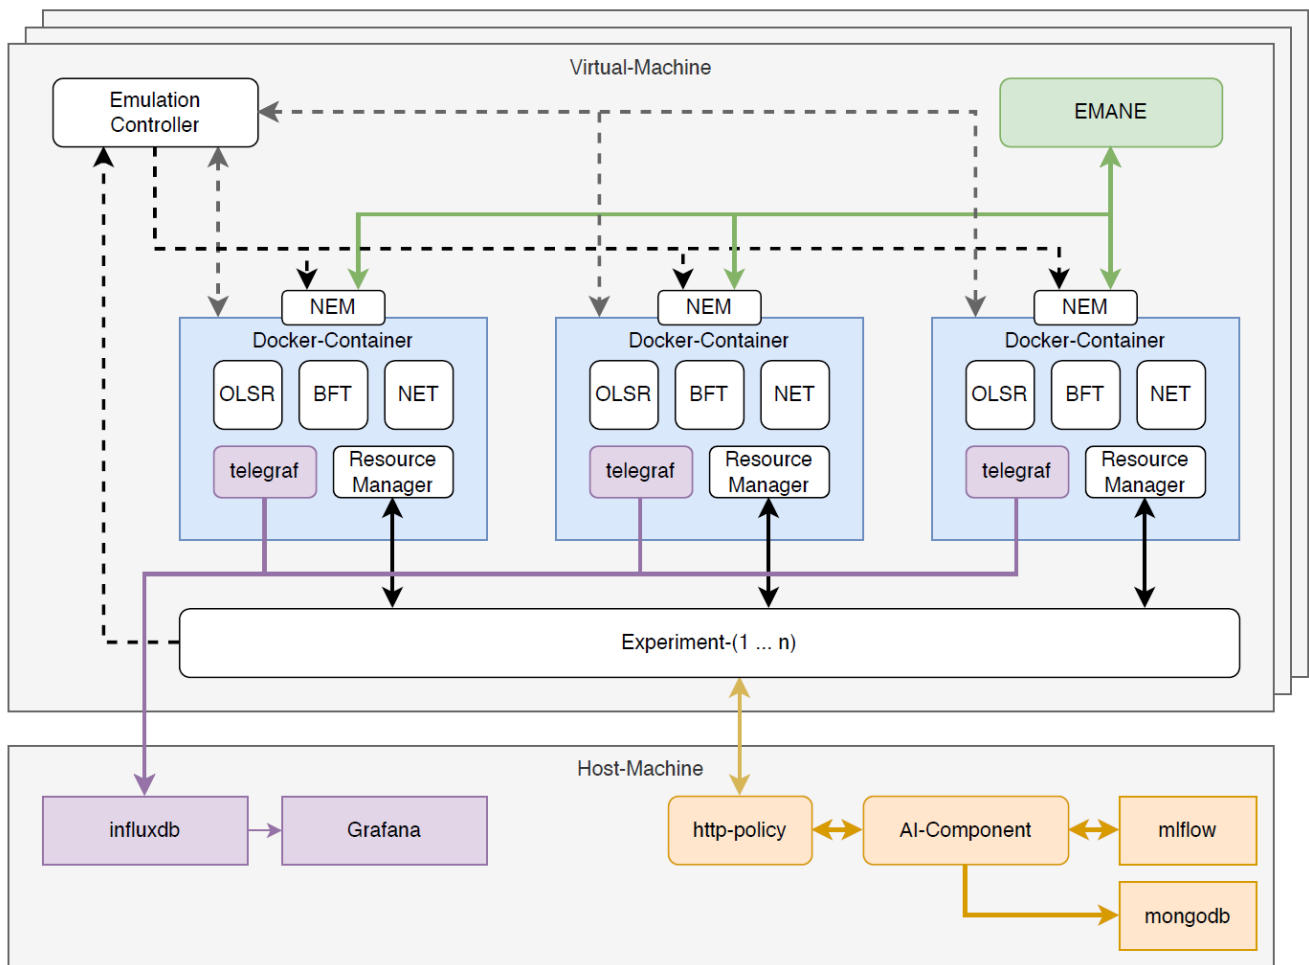 Virtual-Machine
Emulation
Controller
EMANE
NEM
NEM
NEM
Docker-Container
Docker-Container
Docker-Container
OLSR
BFT
NET
OLSR
BFT
NET
OLSR
BFT
NET
telegraf
Resource
Manager
telegraf
Resource
Manager
telegraf
Resource
Manager
Experiment-(1 ... n)
Host-Machine
influxdb
Grafana
http-policy
AI-Component
mlflow
mongodb